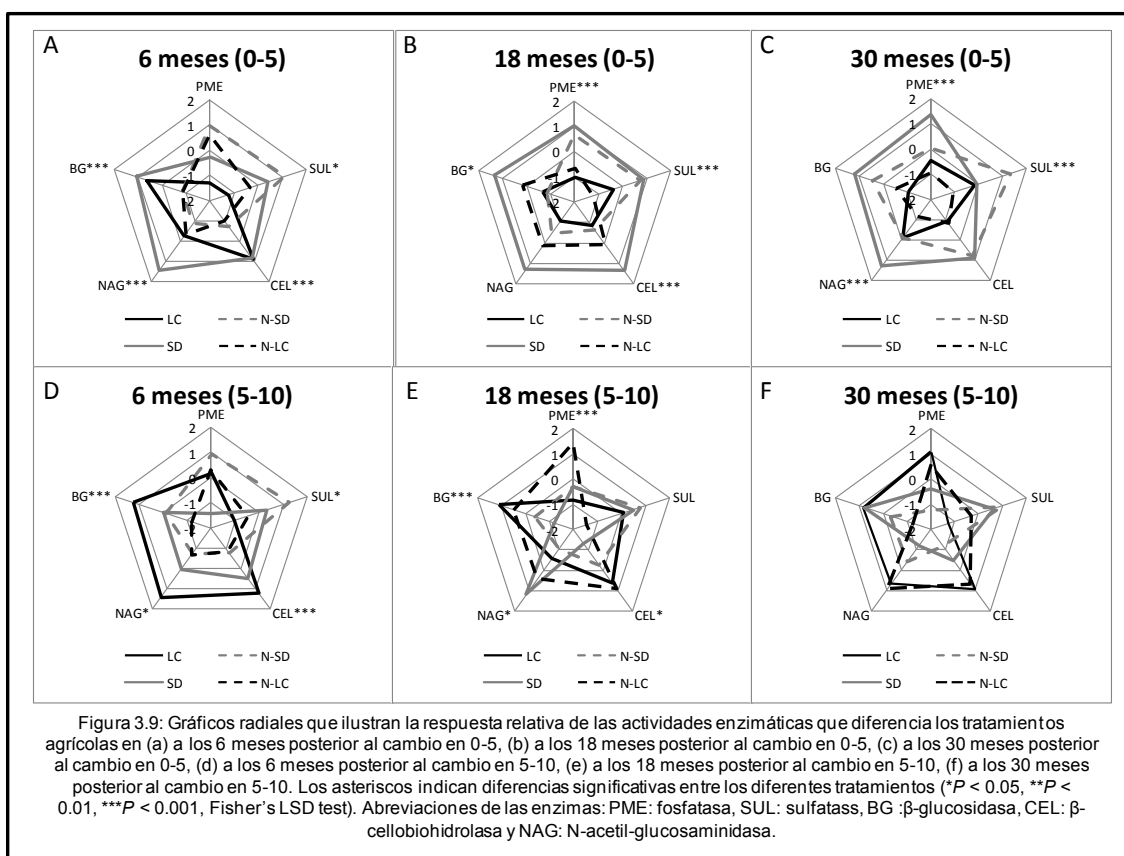 A
6 meses (0-5)
PME
2
1
0
-1
-2
SUL*
CEL***
NAG***
BG***
LC
N-SD
SD
N-LC
B
18 meses (0-5)
PME***
2
1
0
-1
-2
SUL***
CEL***
NAG
BG*
LC
N-SD
SD
N-LC
C
30 meses (0-5)
PME***
2
1
0
-1
-2
SUL***
CEL
NAG***
BG
LC
N-SD
SD
N-LC
D
6 meses (5-10)
PME
2
1
0
-1
-2
SUL*
CEL***
NAG*
BG***
LC
N-SD
SD
N-LC
E
18 meses (5-10)
PME***
2
1
0
-1
-2
SUL
CEL*
NAG*
BG***
LC
N-SD
SD
N-LC
F
30 meses (5-10)
PME
2
1
0
-1
-2
SUL
CEL
NAG
BG
LC
N-SD
SD
N-LC
Figura 3.9: Gráficos radiales que ilustran la respuesta relativa de las actividades enzimáticas que diferencia los tratamientos
agrícolas en (a) a los 6 meses posterior al cambio en 0-5, (b) a los 18 meses posterior al cambio en 0-5, (c) a los 30 meses posterior
al cambio en 0-5, (d) a los 6 meses posterior al cambio en 5-10, (e) a los 18 meses posterior al cambio en 5-10, (f) a los 30 meses
posterior al cambio en 5-10. Los asteriscos indican diferencias significativas entre los diferentes tratamientos (*P < 0.05, **P <
0.01, ***P < 0.001, Fisher's LSD test). Abreviaciones de las enzimas: PME: fosfatasa, SUL: sulfatass, BG :β-glucosidasa, CEL: β-
cellobiohidrolasa y NAG: N-acetil-glucosaminidasa.